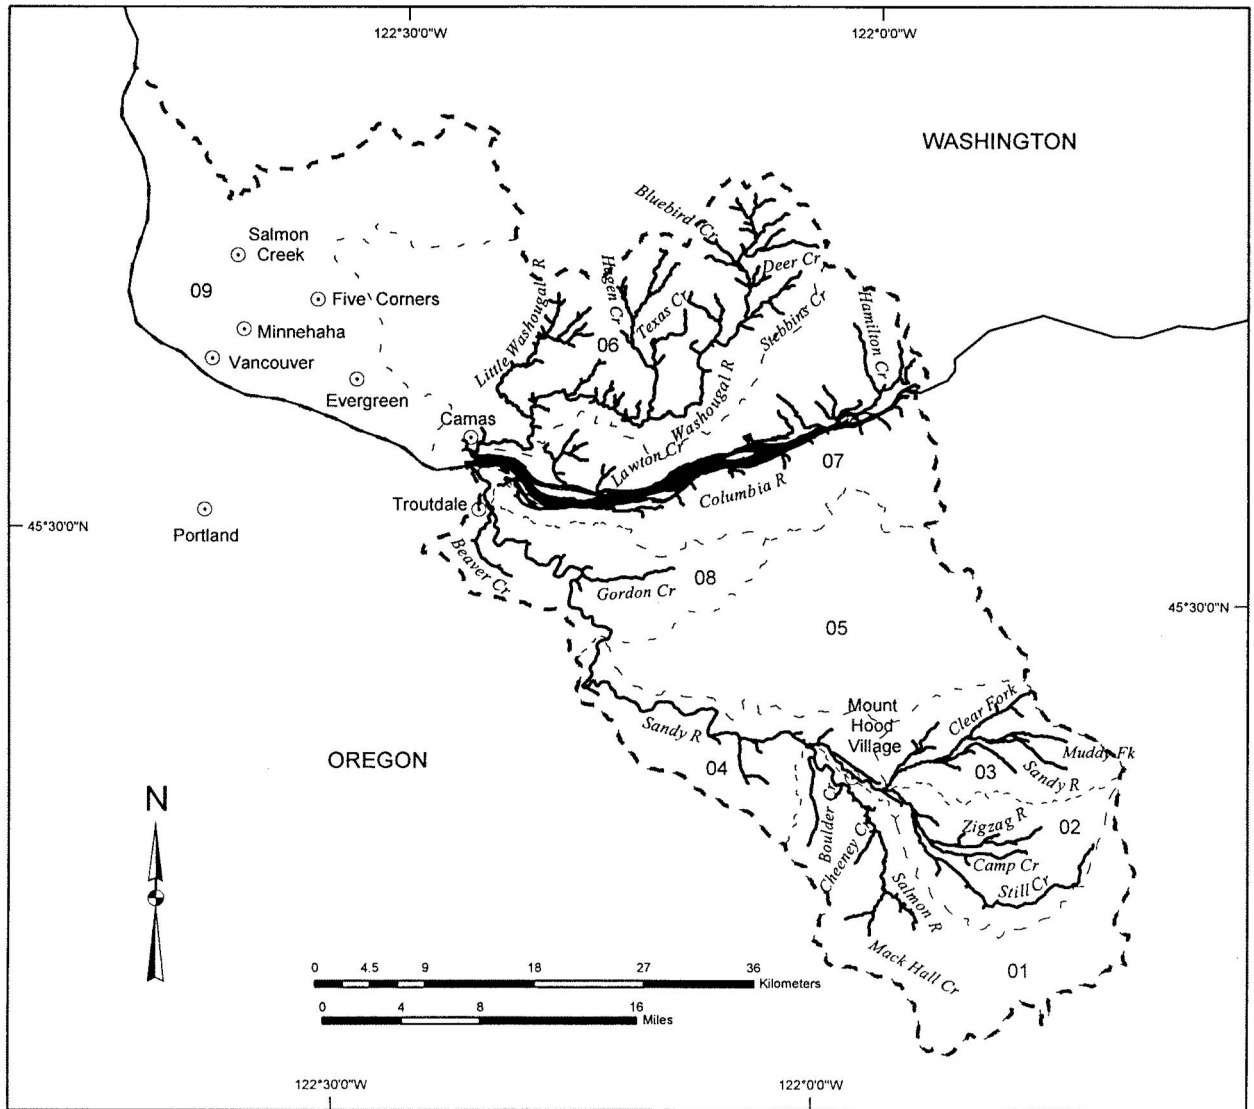 122°30'0"W
122°0'0"W
WASHINGTON
Bluebird Cr
Salmon
Creek
Hagen Cr
Deer Cr
Little Washougal R
09
Five Corners
Texas Cr
Stebbins Cr
Hamilton Cr
Minnehaha
06
Vancouver
Evergreen
Washougal R
Camas
Lawton Cr
07
Columbia R
Troutdale
45°30'0"N
Portland
Beaver Cr
Gordon Cr
08
45°30'0"N
05
Mount
Hood
Village
Clear Fork
Sandy R
Muddy Fk
OREGON
04
03
Sandy R
N
Boulder Cr
Zigzag R
02
Cheeney Cr
Camp Cr
Still Cr
Salmon R
Mack Hall Cr
01
0 4.5 9 18 27 36
Kilometers
0 4 8 16
Miles
122°30'0"W
122°0'0"W